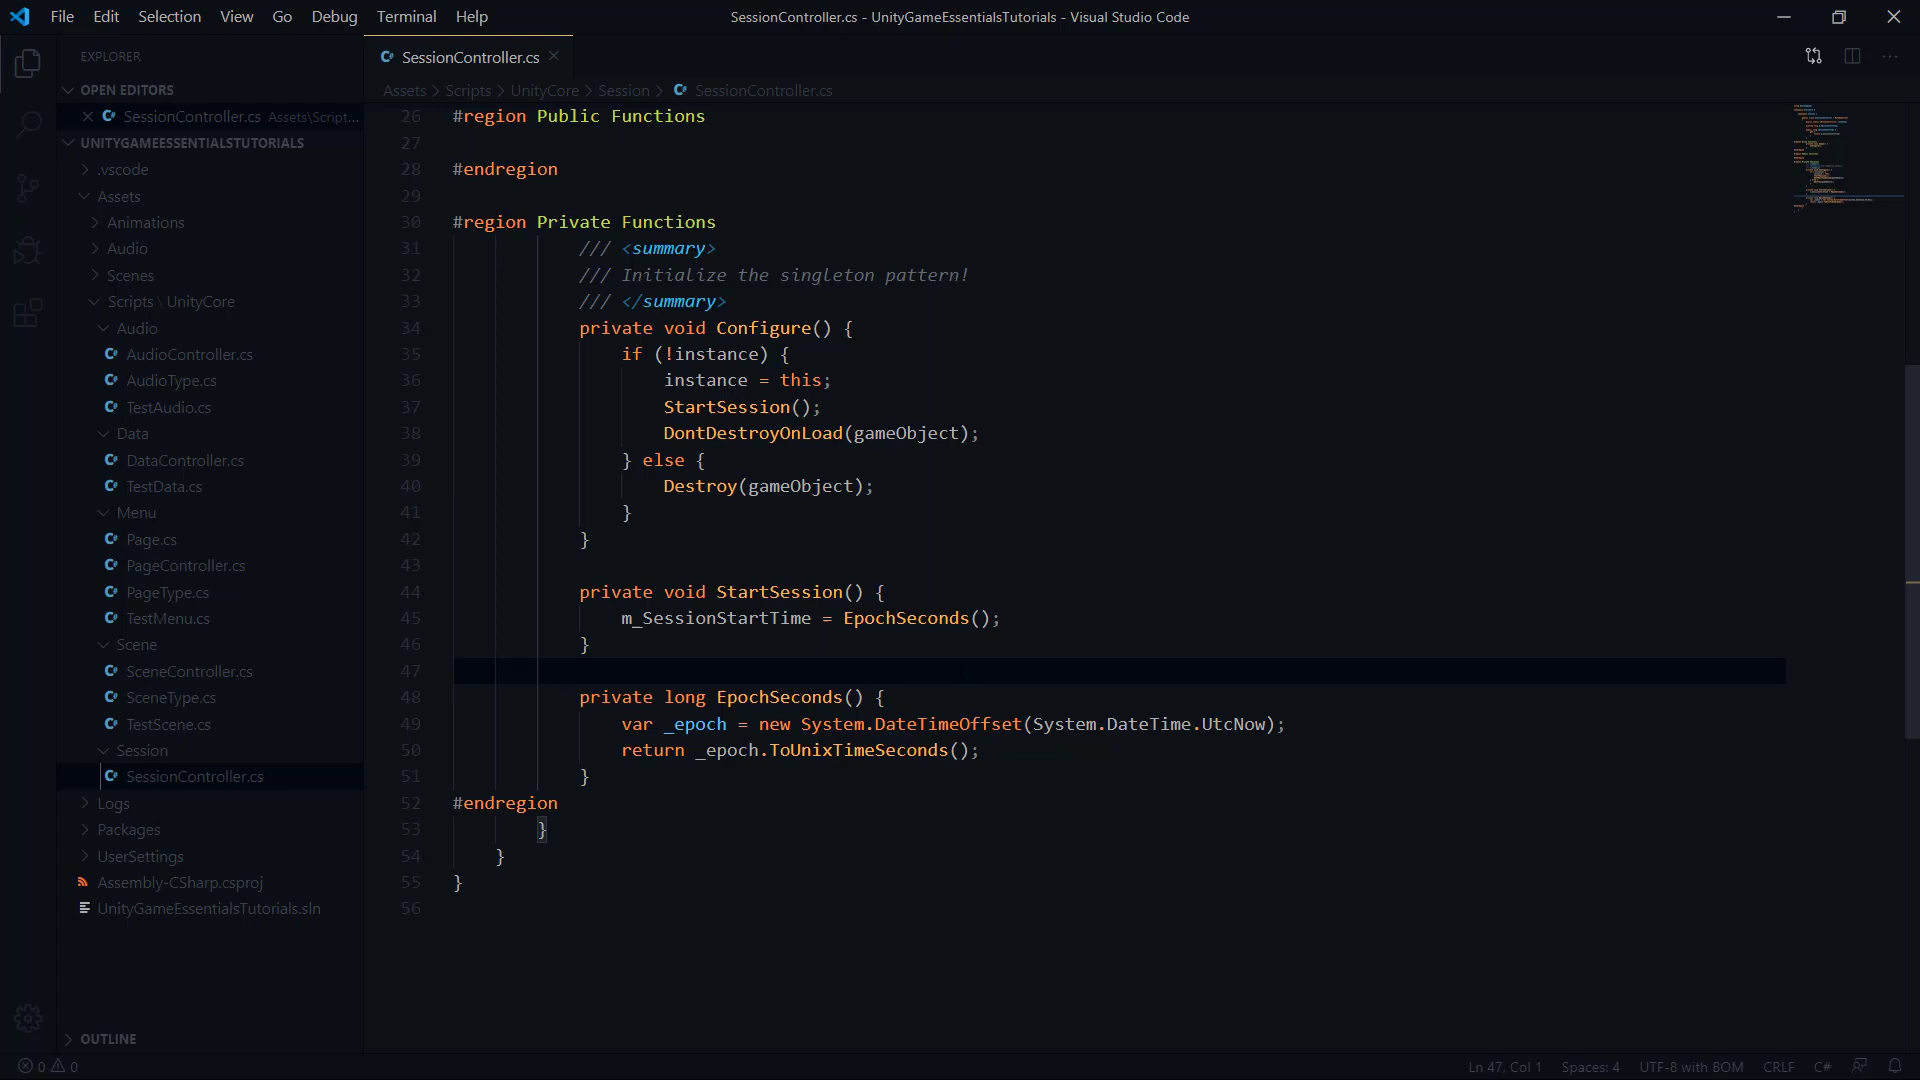 File Edit Selection View Go Debug Terminal Help
SessionController.cs - UnityGameEssentialsTutorials - Visual Studio Code
EXPLORER
OPEN EDITORS
SessionController.cs Assets\Script...
UNITYGAMEESSENTIALSTUTORIALS
.vscode
Assets
Animations
Audio
Scenes
Scripts \ UnityCore
Audio
AudioController.cs
AudioType.cs
TestAudio.cs
Data
DataController.cs
TestData.cs
Menu
Page.cs
PageController.cs
PageType.cs
TestMenu.cs
Scene
SceneController.cs
SceneType.cs
TestScene.cs
Session
SessionController.cs
Logs
Packages
UserSettings
Assembly-CSharp.csproj
UnityGameEssentialsTutorials.sln
OUTLINE
SessionController.cs
Assets > Scripts > UnityCore > Session > SessionController.cs
26 #region Public Functions
27
28 #endregion
29
30 #region Private Functions
31 /// <summary>
32 /// Initialize the singleton pattern!
33 /// </summary>
34 private void Configure() {
35 if (!instance) {
36 instance = this;
37 StartSession();
38 DontDestroyOnLoad(gameObject);
39 } else {
40 Destroy(gameObject);
41 }
42 }
43
44 private void StartSession() {
45 m_SessionStartTime = EpochSeconds();
46 }
47
48 private long EpochSeconds() {
49 var _epoch = new System.DateTimeOffset(System.DateTime.UtcNow);
50 return _epoch.ToUnixTimeSeconds();
51 }
52 #endregion
53 }
54 }
55 }
56
0 0
Ln 47, Col 1 Spaces: 4 UTF-8 with BOM CRLF C#